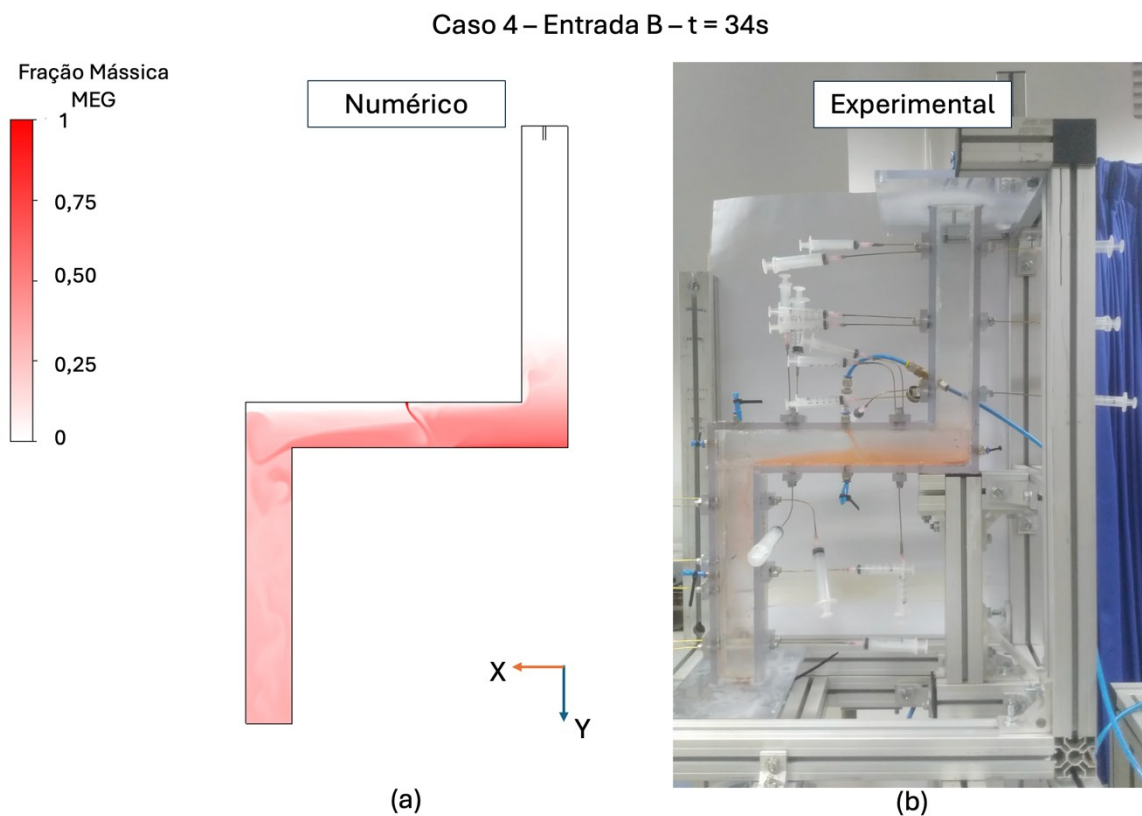 Caso 4 – Entrada B – t = 34s
Fração Mássica
MEG
Numérico
Experimental
1
0,75
0,50
0,25
0
X
Y
(a)
(b)